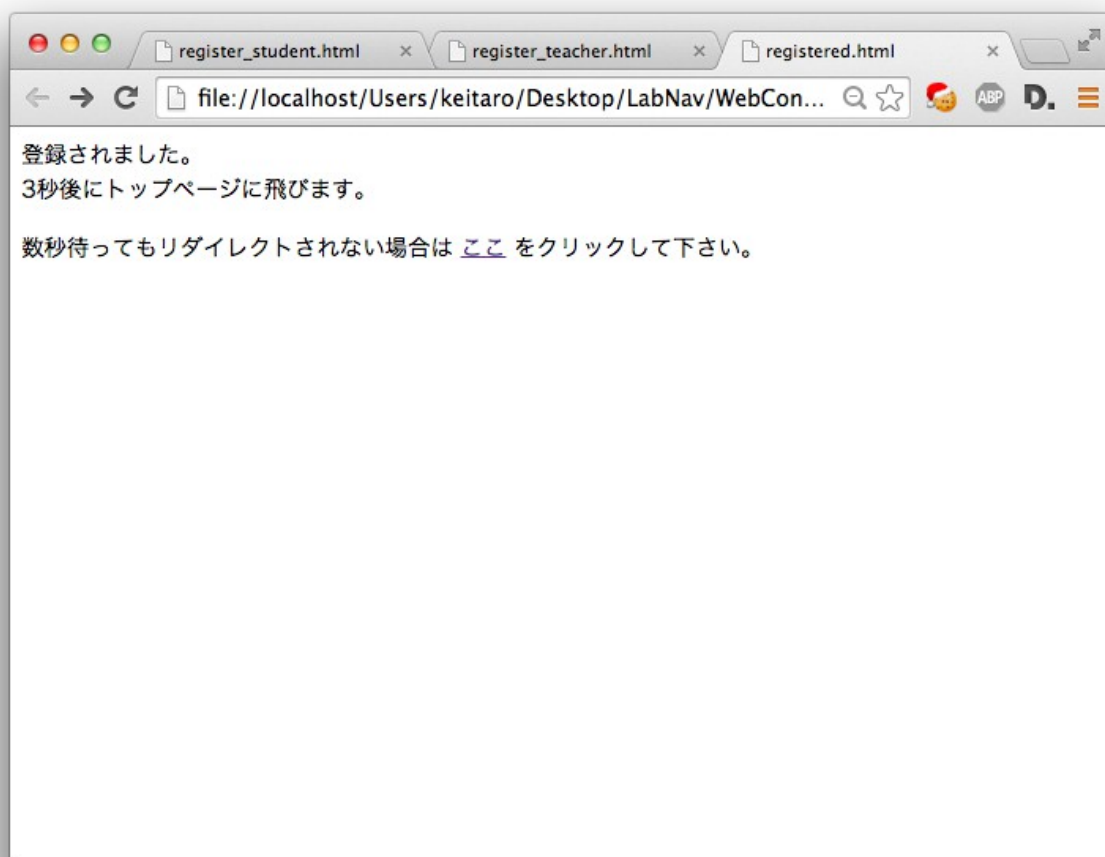 register_student.html
register_teacher.html
registered.html
file://localhost/Users/keitaro/Desktop/LabNav/WebCon...
ABP
D.
登録されました。
3秒後にトップページに飛びます。
数秒待ってもリダイレクトされない場合は ここ をクリックして下さい。